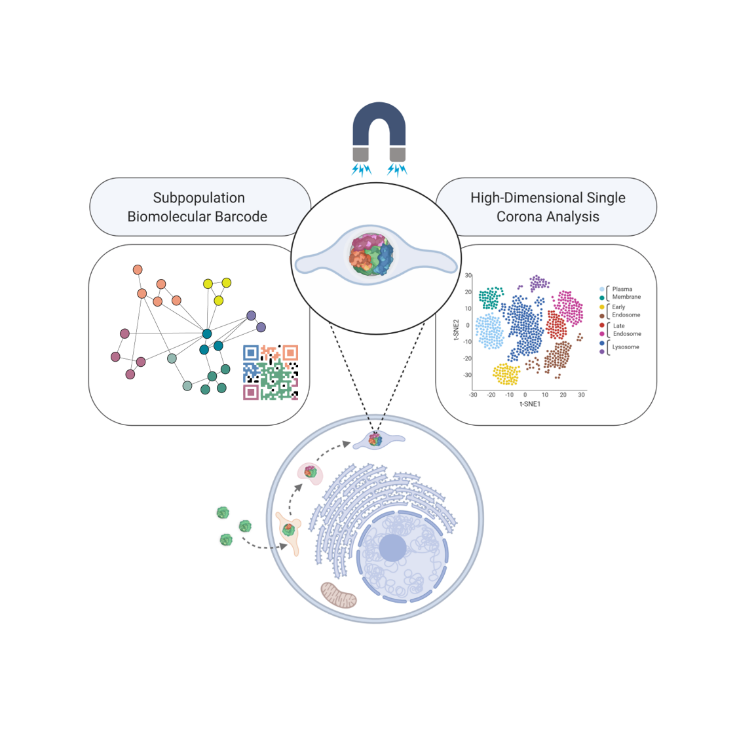 Subpopulation
Biomolecular Barcode
High-Dimensional Single
Corona Analysis
30
20
10
0
-10
-20
-30
t-SNE2
-30
-20
-10
0
10
20
30
t-SNE1
Plasma
Membrane
Early
Endosome
Late
Endosome
Lysosome